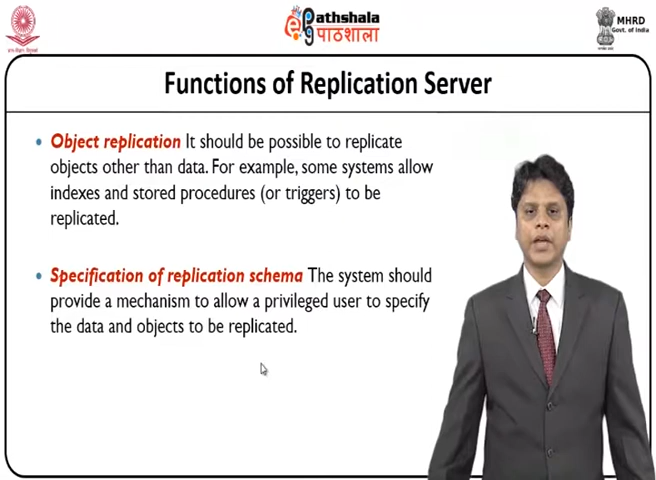 Pathshala
पाठशाला
MHRD
Govt. of India
Functions of Replication Server
• Object replication It should be possible to replicate
objects other than data. For example, some systems allow
indexes and stored procedures (or triggers) to be
replicated.
• Specification of replication schema The system should
provide a mechanism to allow a privileged user to specify
the data and objects to be replicated.